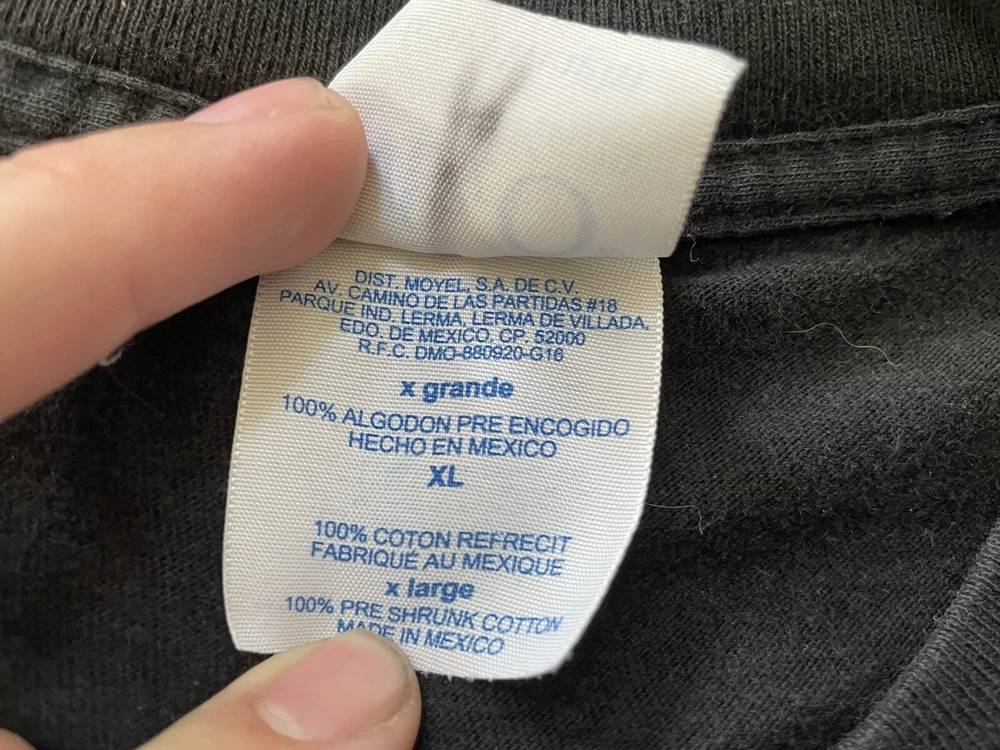 DIST. MOYEL, S.A. DE C.V.
AV. CAMINO DE LAS PARTIDAS #18
PARQUE IND. LERMA, LERMA DE VILLADA,
EDO. DE MEXICO, CP. 52000
R.F.C. DMO-880920-G16
x grande
100% ALGODON PRE ENCOGIDO
HECHO EN MEXICO
XL
100% COTON REFRECIT
FABRIQUÉ AU MEXIQUE
x large
100% PRE SHRUNK COTTON
MADE IN MEXICO